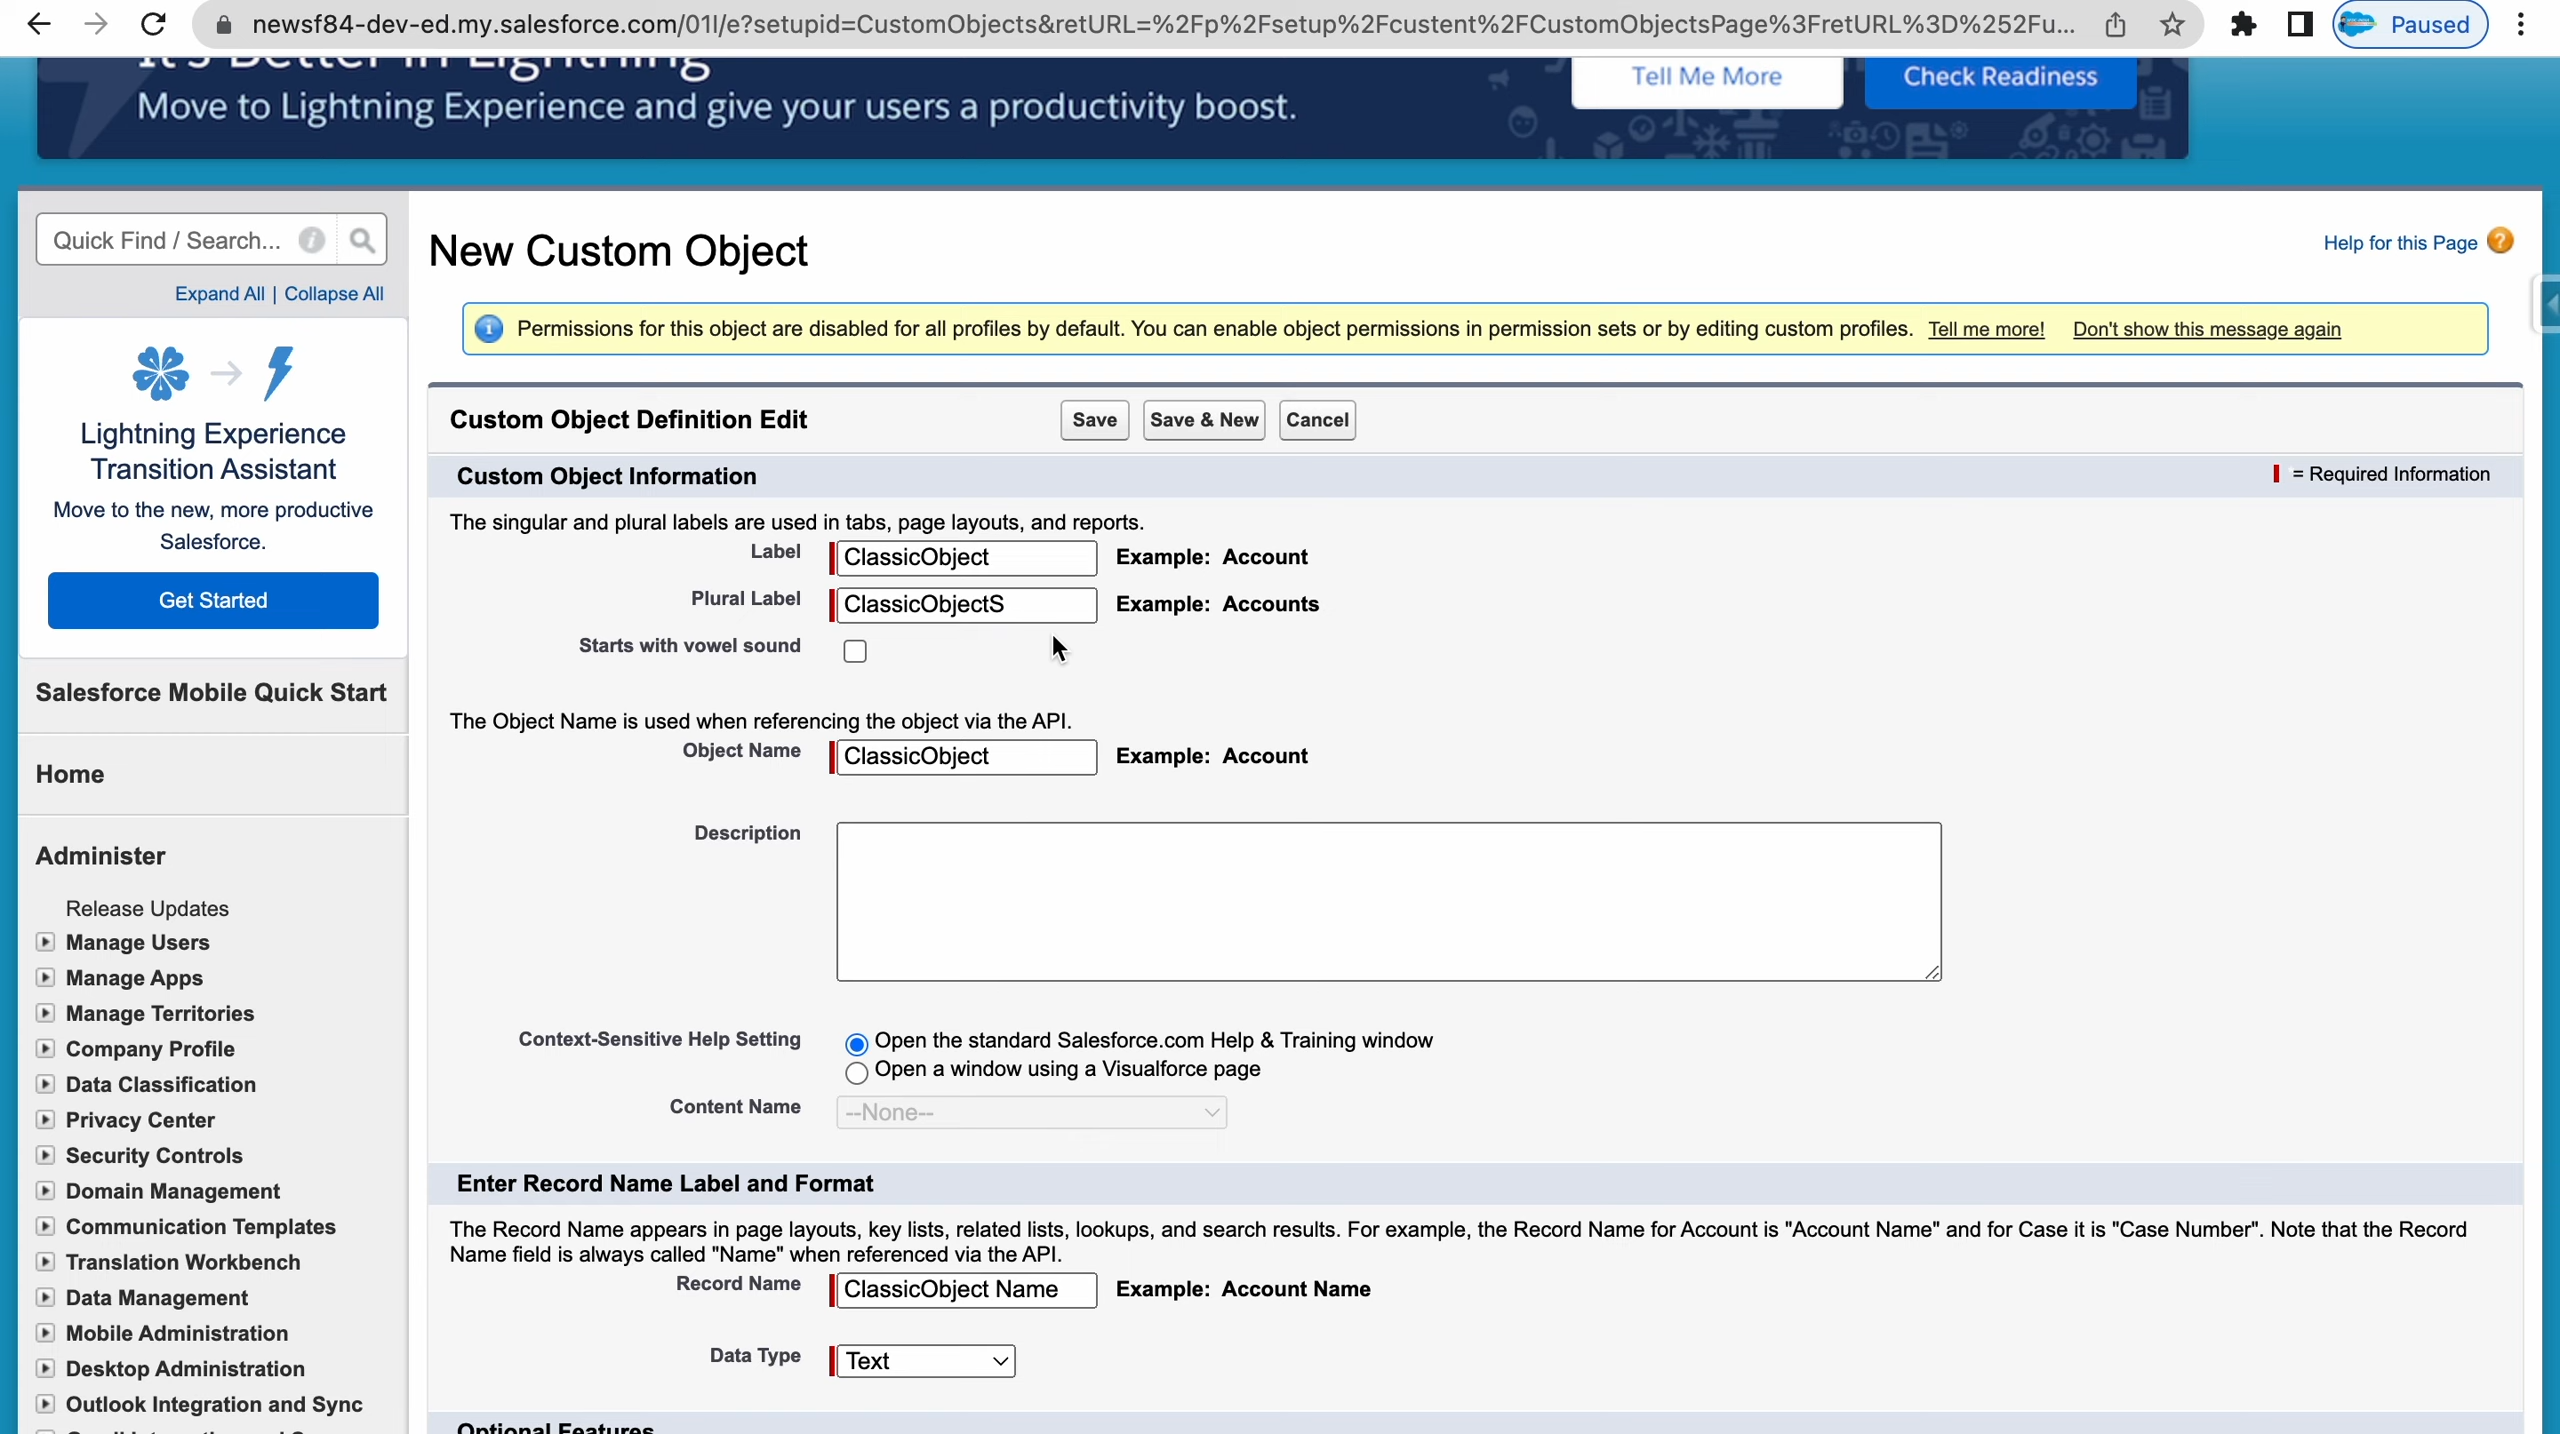 newsf84-dev-ed.my.salesforce.com/01I/e?setupid=CustomObjects&retURL=%2Fp%2Fsetup%2Fcustent%2FCustomObjectsPage%3FretURL%3D%252Fu...
Paused
It's Better in Lightning
Move to Lightning Experience and give your users a productivity boost.
Tell Me More
Check Readiness
Quick Find / Search...
Expand All | Collapse All
Lightning Experience
Transition Assistant
Move to the new, more productive
Salesforce.
Get Started
Salesforce Mobile Quick Start
Home
Administer
Release Updates
Manage Users
Manage Apps
Manage Territories
Company Profile
Data Classification
Privacy Center
Security Controls
Domain Management
Communication Templates
Translation Workbench
Data Management
Mobile Administration
Desktop Administration
Outlook Integration and Sync
New Custom Object
Help for this Page ?
Permissions for this object are disabled for all profiles by default. You can enable object permissions in permission sets or by editing custom profiles. Tell me more! Don't show this message again
Custom Object Definition Edit
Save
Save & New
Cancel
Custom Object Information
= Required Information
The singular and plural labels are used in tabs, page layouts, and reports.
Label ClassicObject Example: Account
Plural Label ClassicObjectS Example: Accounts
Starts with vowel sound
The Object Name is used when referencing the object via the API.
Object Name ClassicObject Example: Account
Description
Context-Sensitive Help Setting Open the standard Salesforce.com Help & Training window
Open a window using a Visualforce page
Content Name --None--
Enter Record Name Label and Format
The Record Name appears in page layouts, key lists, related lists, lookups, and search results. For example, the Record Name for Account is "Account Name" and for Case it is "Case Number". Note that the Record
Name field is always called "Name" when referenced via the API.
Record Name ClassicObject Name Example: Account Name
Data Type Text
Optional Features